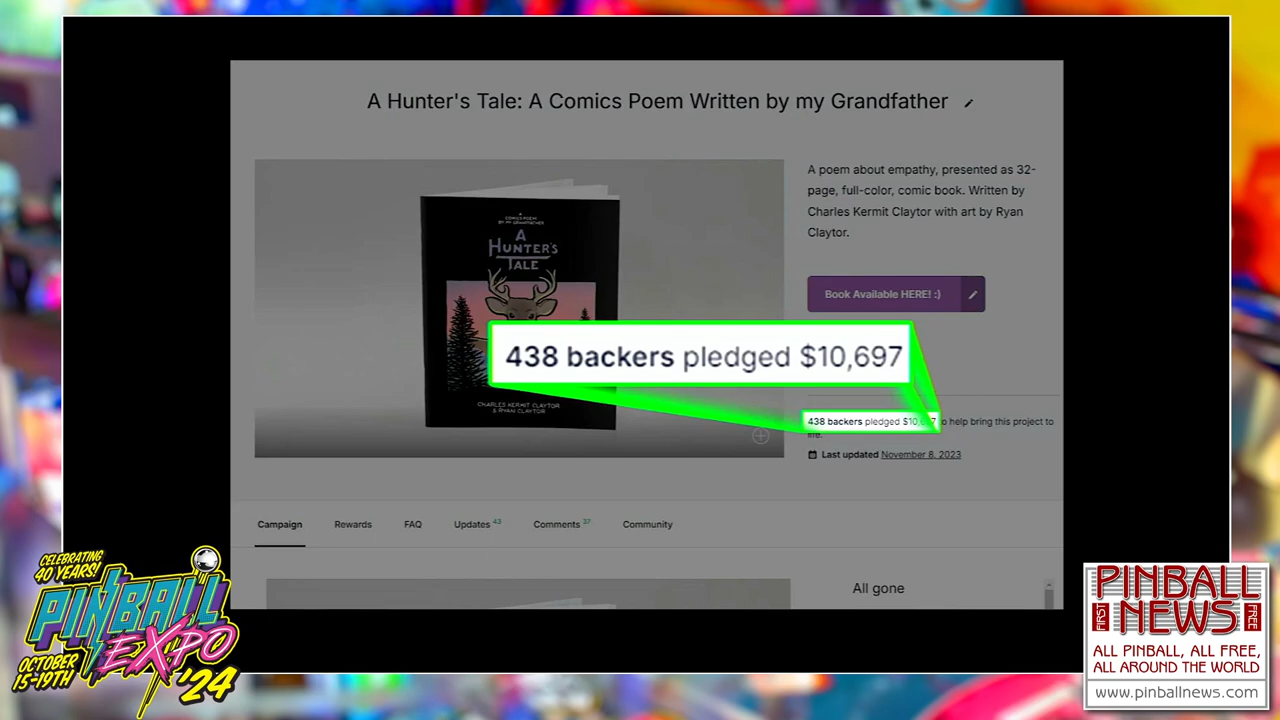 A Hunter's Tale: A Comics Poem Written by my Grandfather
A COMICS POEM
BY MY GRANDFATHER
A
HUNTER'S
TALE
CHARLES KERMIT CLAYTOR
& RYAN CLAYTOR
A poem about empathy, presented as 32-
page, full-color, comic book. Written by
Charles Kermit Claytor with art by Ryan
Claytor.
Book Available HERE! :)
438 backers pledged $10,697
438 backers pledged $10,697 to help bring this project to
life.
Last updated November 8, 2023
Campaign
Rewards
FAQ
Updates 43
Comments 37
Community
All gone
CELEBRATING
40 YEARS!
PINBALL
EXPO
OCTOBER
15-19TH
'24
PINBALL
FIRST NEWS FREE
ALL PINBALL, ALL FREE,
ALL AROUND THE WORLD
www.pinballnews.com